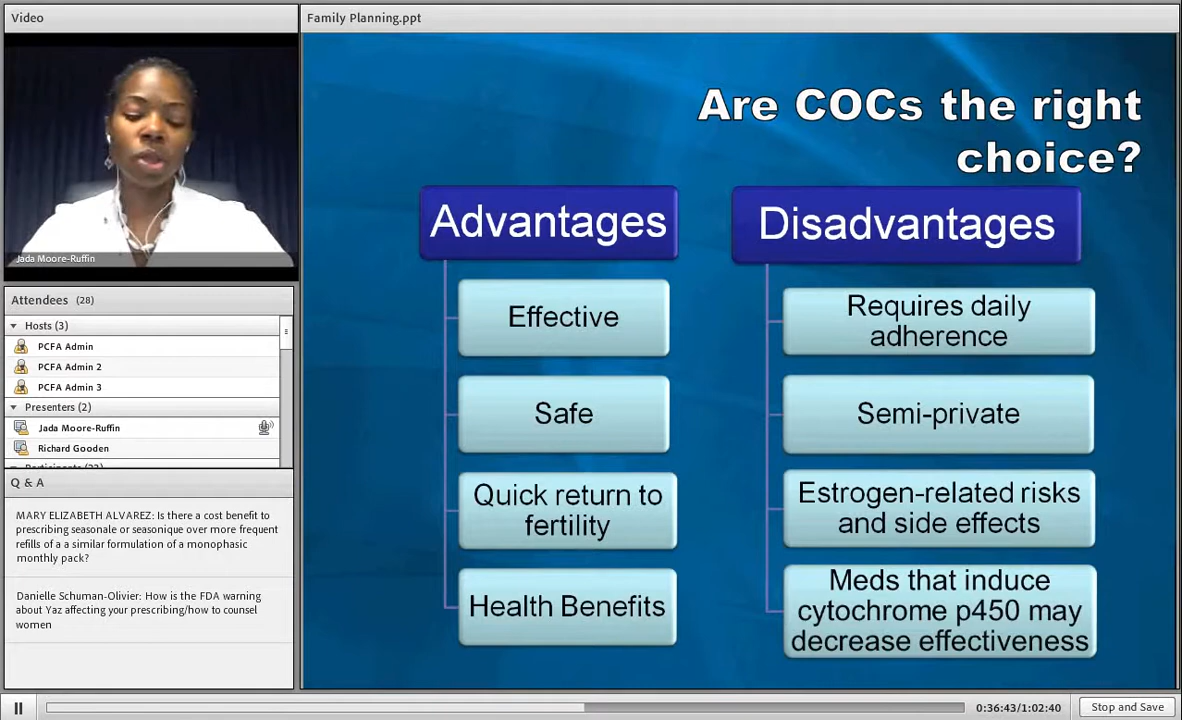 Video
Jada Moore-Ruffin
Attendees (28)
Hosts (3)
PCFA Admin
PCFA Admin 2
PCFA Admin 3
Presenters (2)
Jada Moore-Ruffin
Richard Gooden
Q & A
MARY ELIZABETH ALVAREZ: Is there a cost benefit to
prescribing seasonale or seasonique over more frequent
refills of a a similar formulation of a monophasic
monthly pack?
Danielle Schuman-Olivier: How is the FDA warning
about Yaz affecting your prescribing/how to counsel
women
Family Planning.ppt
Are COCs the right
choice?
Advantages
Effective
Safe
Quick return to
fertility
Health Benefits
Disadvantages
Requires daily
adherence
Semi-private
Estrogen-related risks
and side effects
Meds that induce
cytochrome p450 may
decrease effectiveness
0:36:43/1:02:40
Stop and Save